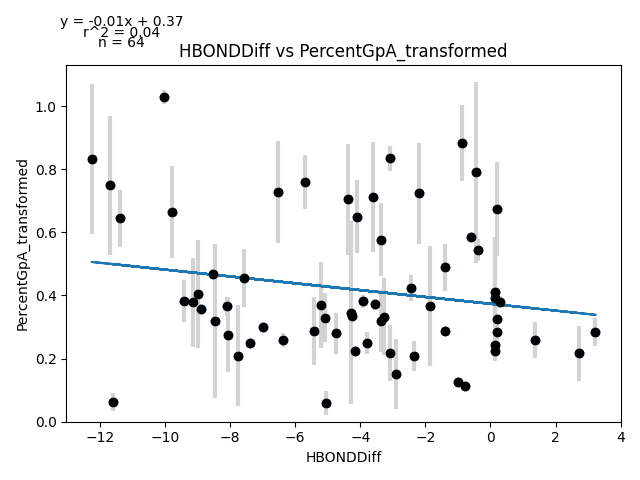 y = -0.01x + 0.37
r^2 = 0.04
n = 64
HBONDDiff vs PercentGpA_transformed
PercentGpA_transformed
1.0
0.8
0.6
0.4
0.2
0.0
−12
−10
−8
−6
−4
−2
0
2
4
HBONDDiff